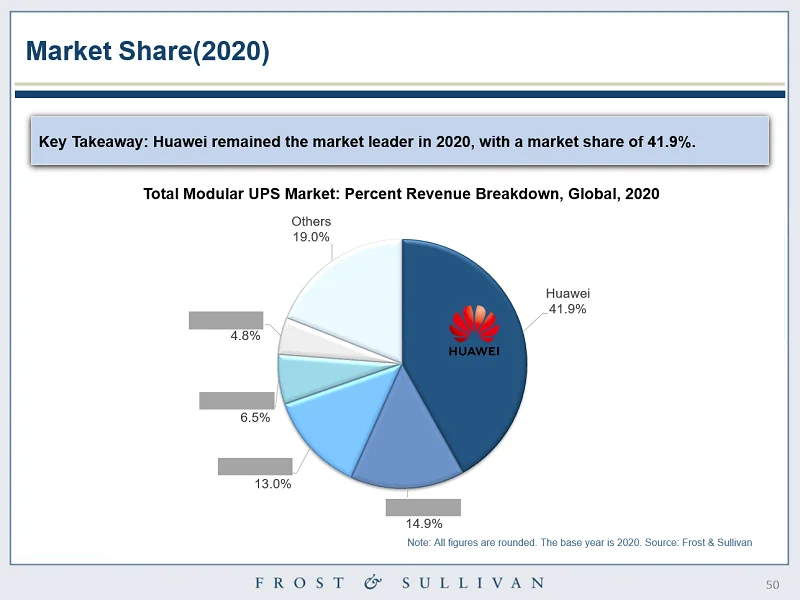 Market Share(2020)
Key Takeaway: Huawei remained the market leader in 2020, with a market share of 41.9%.
Total Modular UPS Market: Percent Revenue Breakdown, Global, 2020
Others
19.0%
Huawei
41.9%
HUAWEI
4.8%
6.5%
13.0%
14.9%
Note: All figures are rounded. The base year is 2020. Source: Frost & Sullivan
FROST & SULLIVAN
50